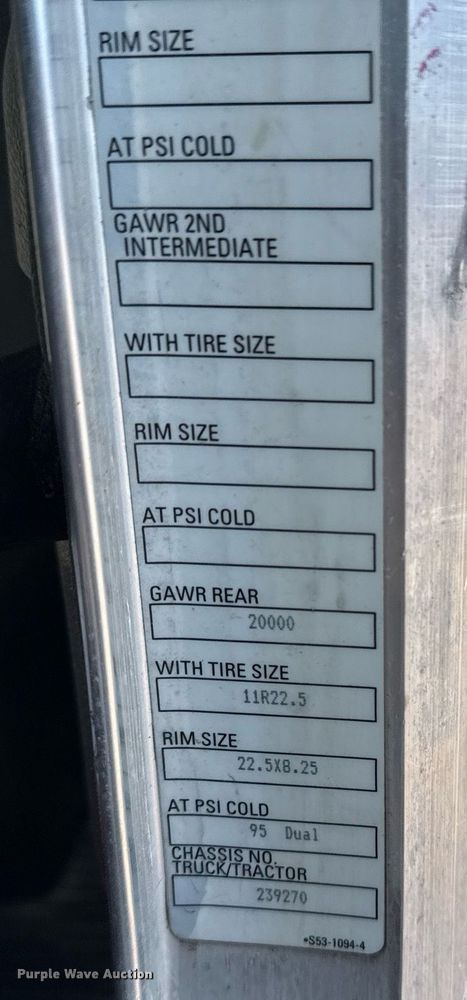 RIM SIZE
AT PSI COLD
GAWR 2ND
INTERMEDIATE
WITH TIRE SIZE
RIM SIZE
AT PSI COLD
GAWR REAR
20000
WITH TIRE SIZE
11R22.5
RIM SIZE
22.5X8.25
AT PSI COLD
95 Dual
CHASSIS NO.
TRUCK/TRACTOR
239270
*S53-1094-4
Purple Wave Auction